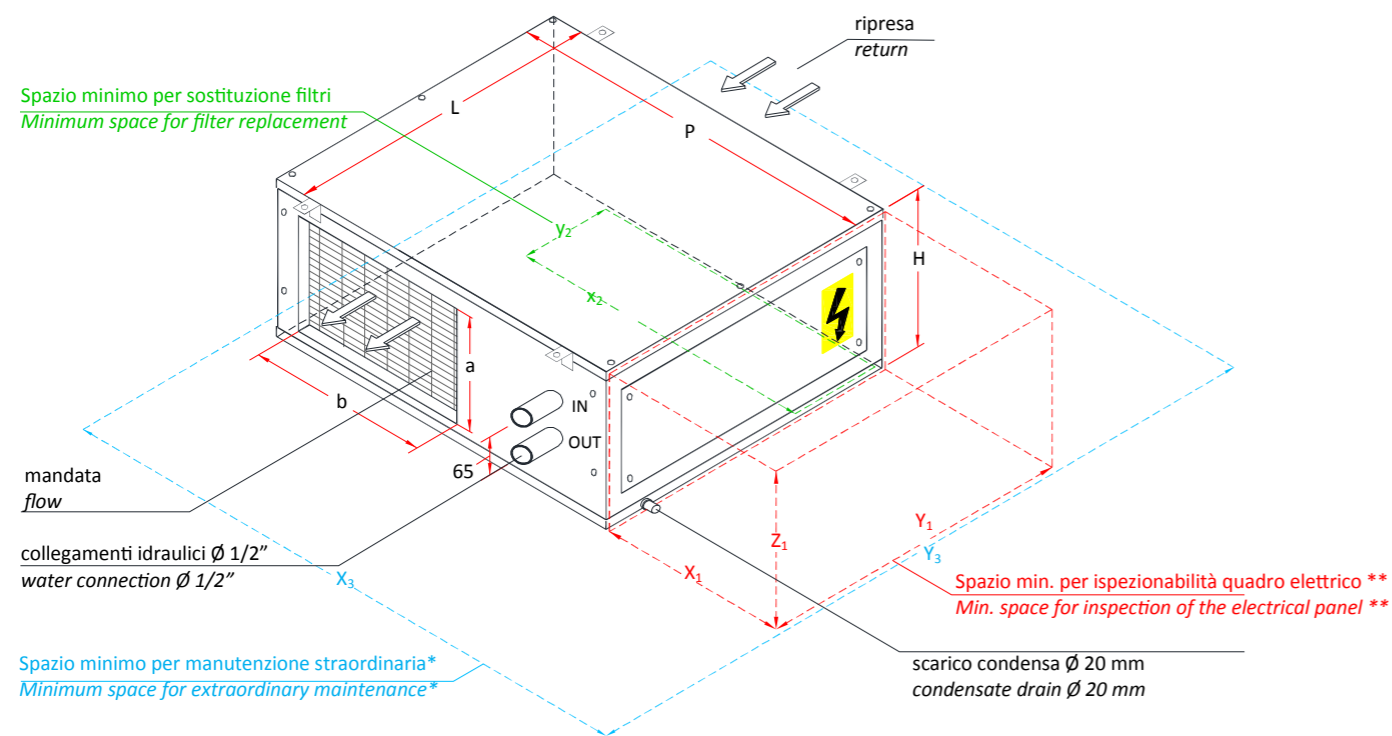 ripresa
return
Spazio minimo per sostituzione filtri
Minimum space for filter replacement
L
P
y₂
x₂
H
a
b
IN
OUT
65
mandata
flow
collegamenti idraulici Ø 1/2”
water connection Ø 1/2”
X₃
X₁
Z₁
Y₁
Y₃
Spazio min. per ispezionabilità quadro elettrico **
Min. space for inspection of the electrical panel **
Spazio minimo per manutenzione straordinaria*
Minimum space for extraordinary maintenance*
scarico condensa Ø 20 mm
condensate drain Ø 20 mm